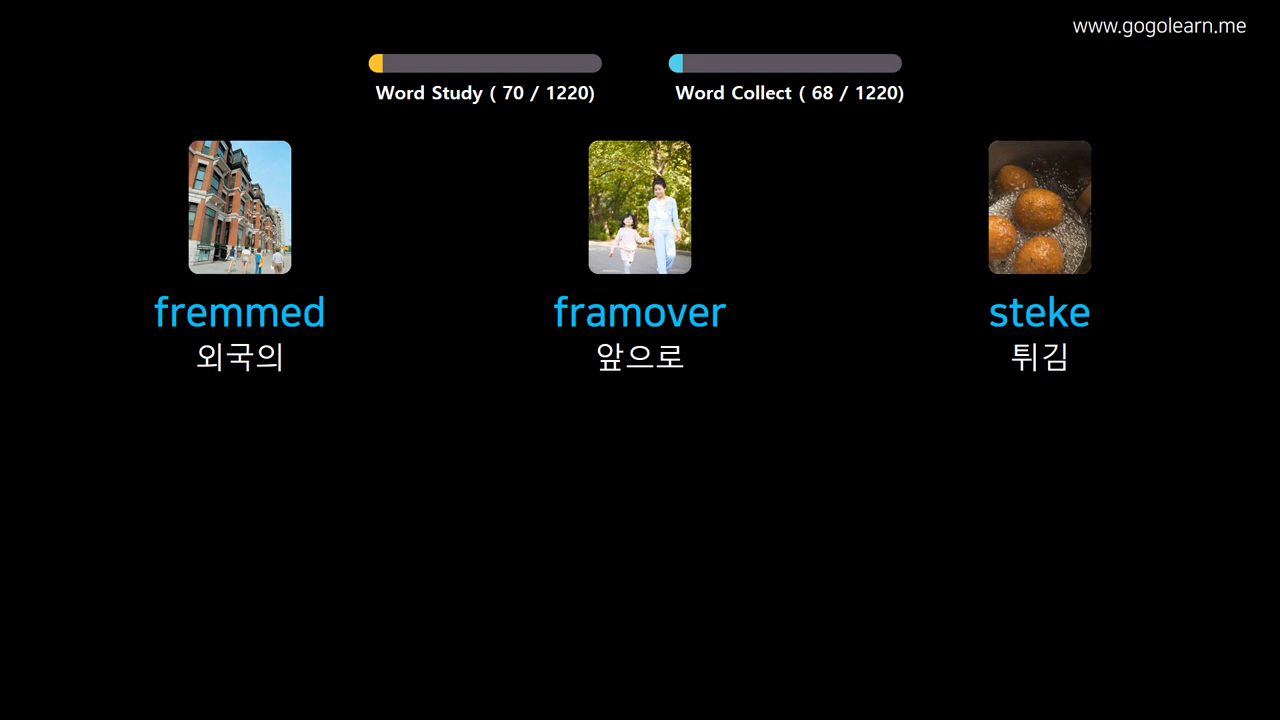 www.gogolearn.me
Word Study ( 70 / 1220)
Word Collect ( 68 / 1220)
fremmed
framover
steke
외국의
앞으로
튀김